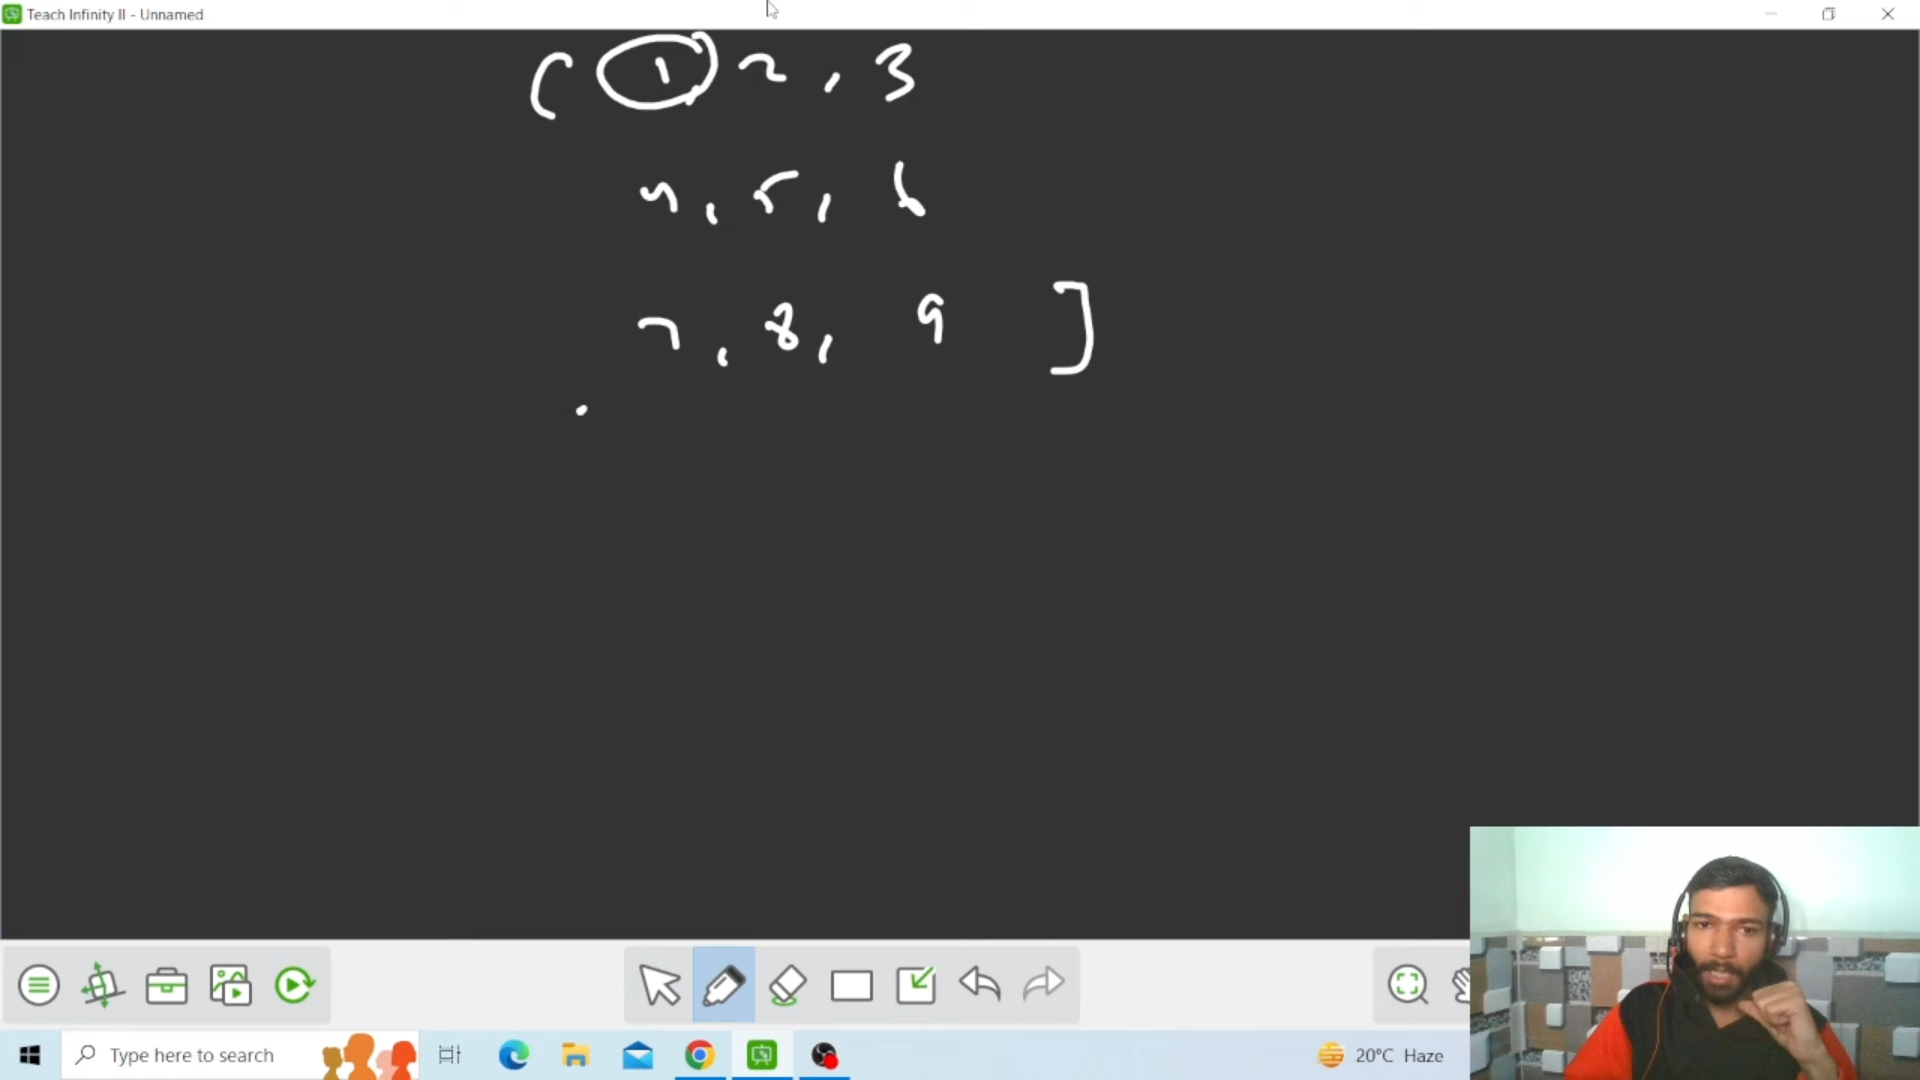 Teach Infinity II - Unnamed
( 1 2 , 3
4 , 5 , 6
7 , 8 , 9 ]
Type here to search
20°C Haze